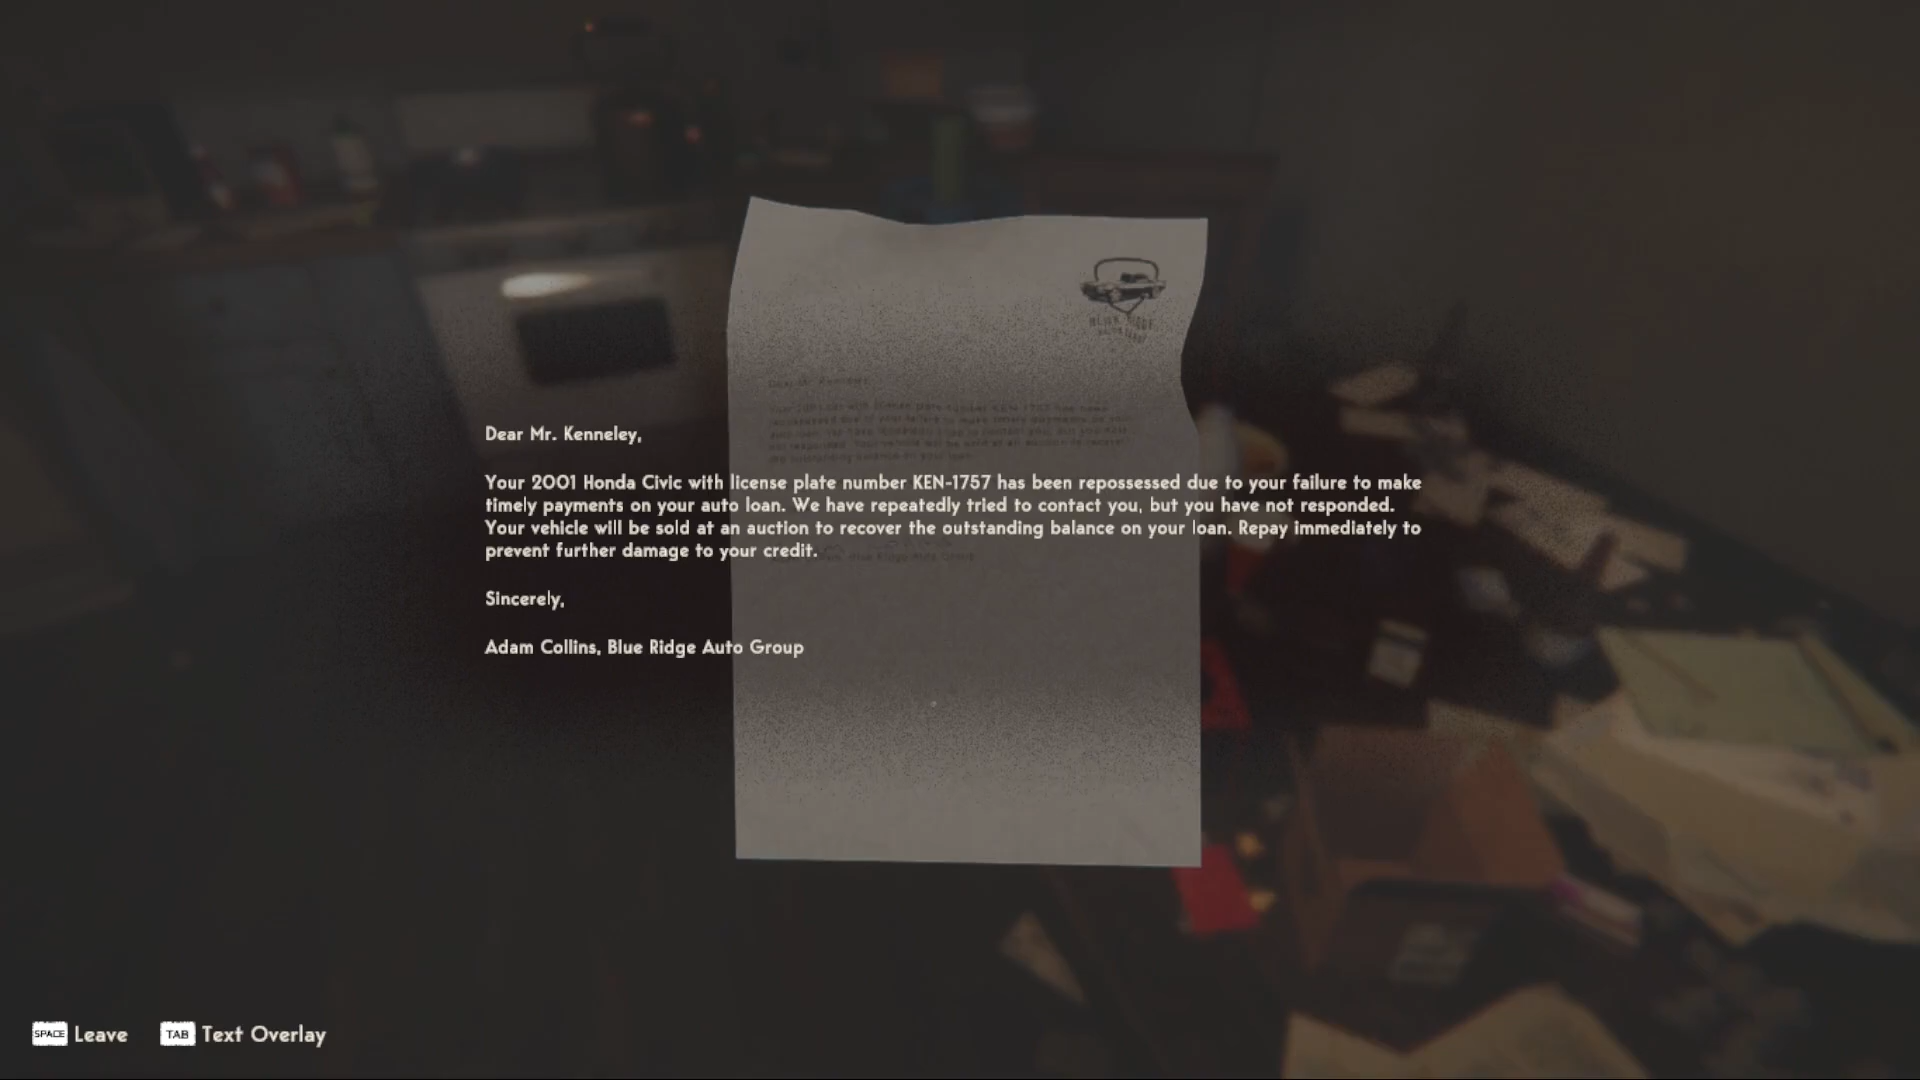 Dear Mr. Kenneley,
Your 2001 Honda Civic with license plate number KEN-1757 has been repossessed due to your failure to make
timely payments on your auto loan. We have repeatedly tried to contact you, but you have not responded.
Your vehicle will be sold at an auction to recover the outstanding balance on your loan. Repay immediately to
prevent further damage to your credit.
Sincerely,
Adam Collins, Blue Ridge Auto Group
SPACE Leave TAB Text Overlay